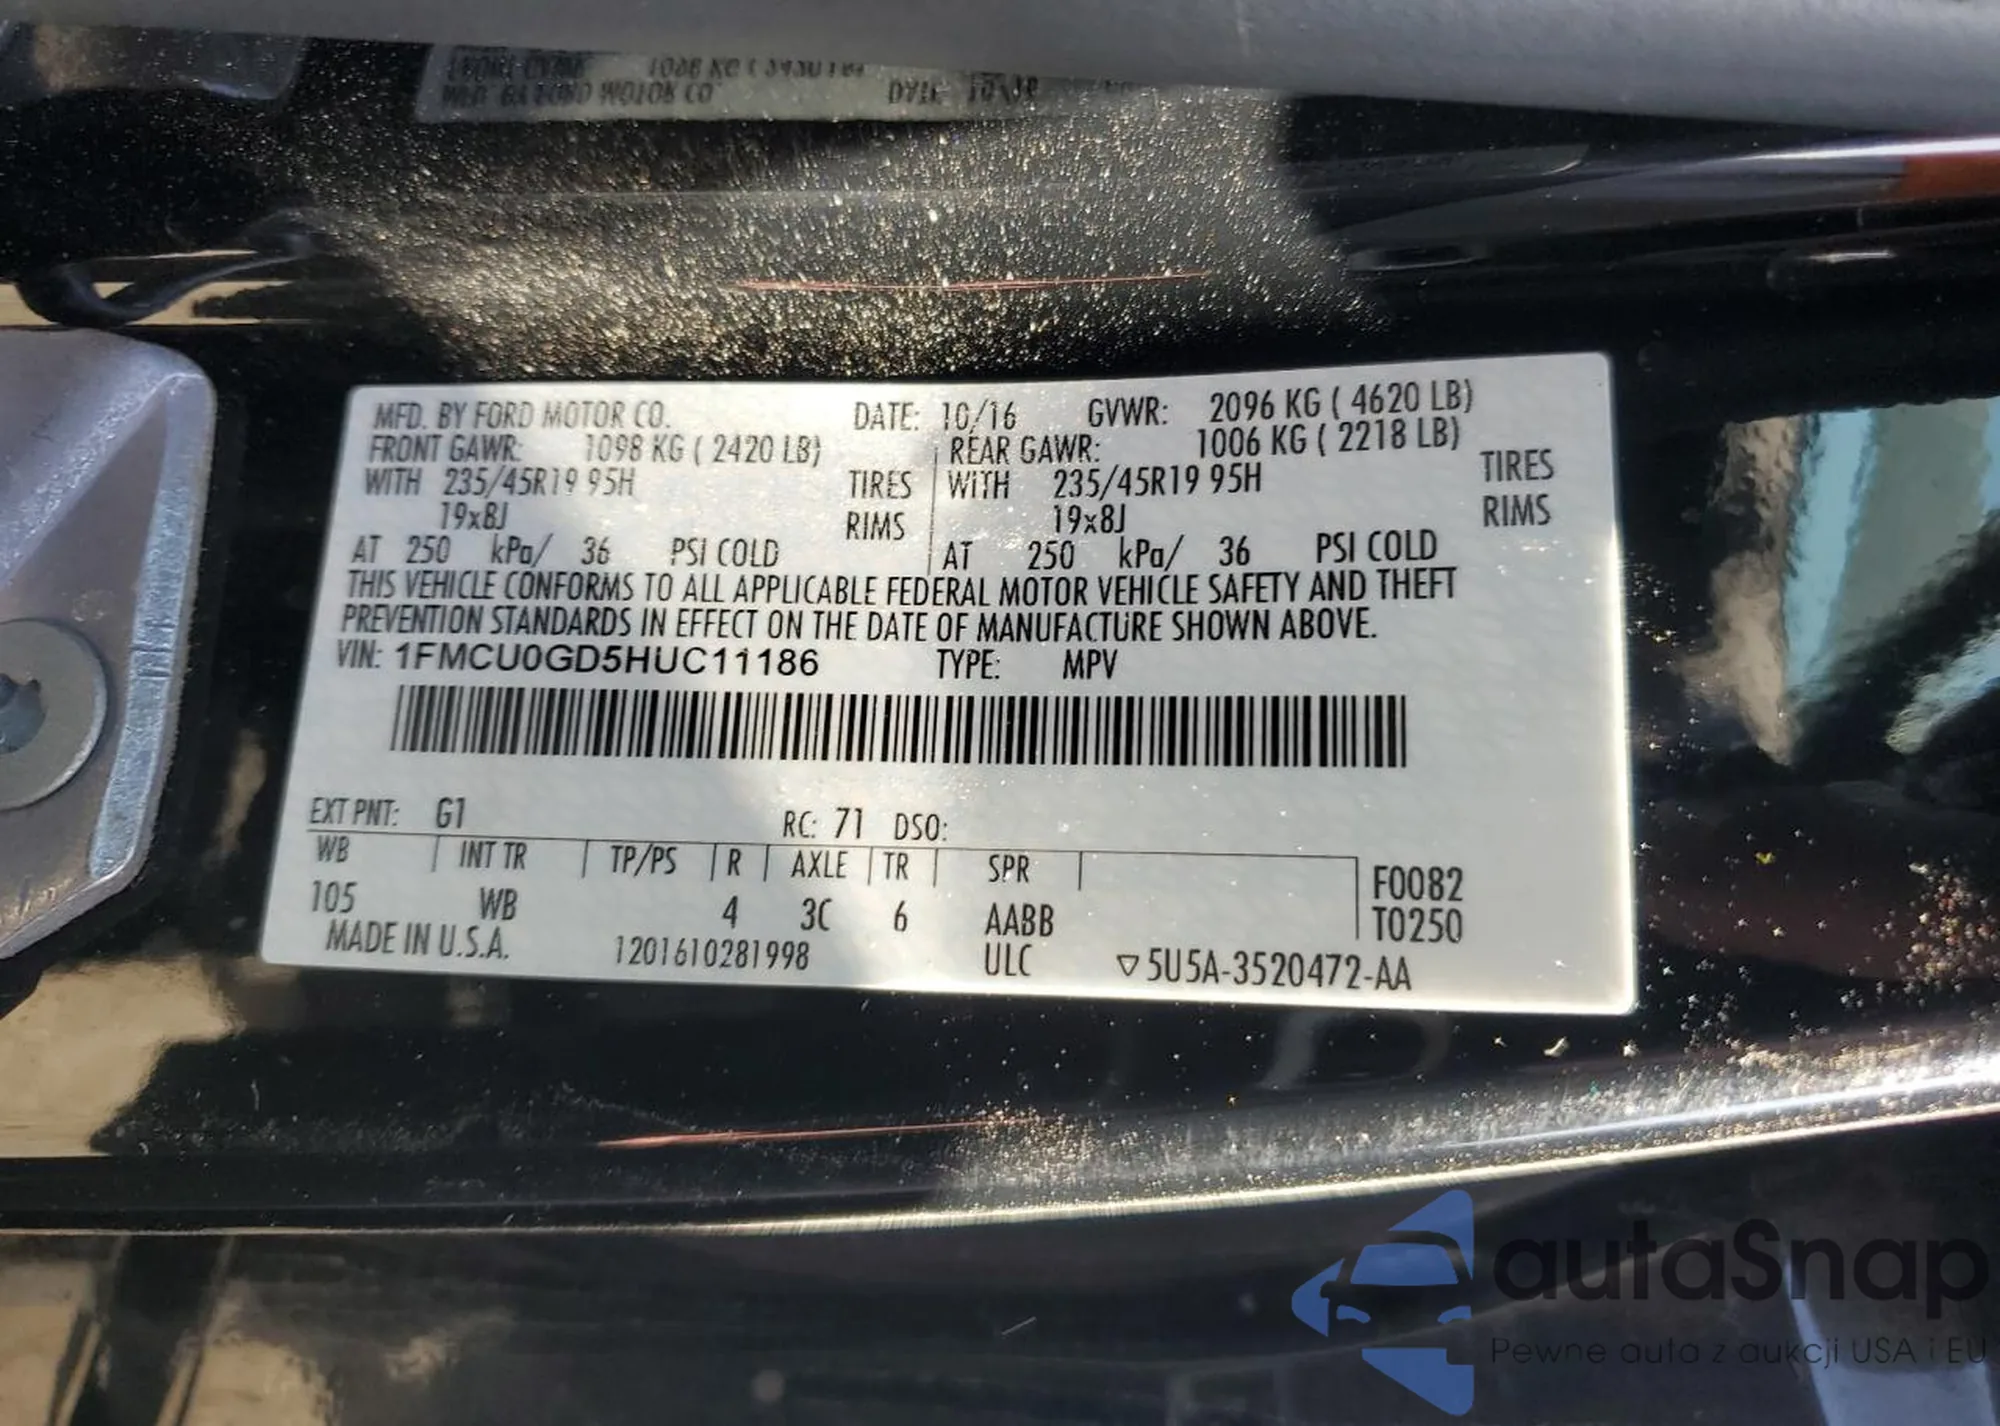 MFD. BY FORD MOTOR CO. DATE: 10/16 GVWR: 2096 KG ( 4620 LB)
FRONT GAWR: 1098 KG ( 2420 LB) REAR GAWR: 1006 KG ( 2218 LB)
WITH 235/45R19 95H TIRES WITH 235/45R19 95H TIRES
19x8J RIMS 19x8J RIMS
AT 250 kPa/ 36 PSI COLD AT 250 kPa/ 36 PSI COLD
THIS VEHICLE CONFORMS TO ALL APPLICABLE FEDERAL MOTOR VEHICLE SAFETY AND THEFT
PREVENTION STANDARDS IN EFFECT ON THE DATE OF MANUFACTURE SHOWN ABOVE.
VIN: 1FMCU0GD5HUC11186 TYPE: MPV
EXT PNT: G1 RC: 71 DSO:
WB INT TR TP/PS R AXLE TR SPR F0082
105 WB 4 3C 6 AABB T0250
MADE IN U.S.A. 1201610281998 ULC ▽5U5A-3520472-AA
autaSnap
Pewne auta z aukcji USA i EU